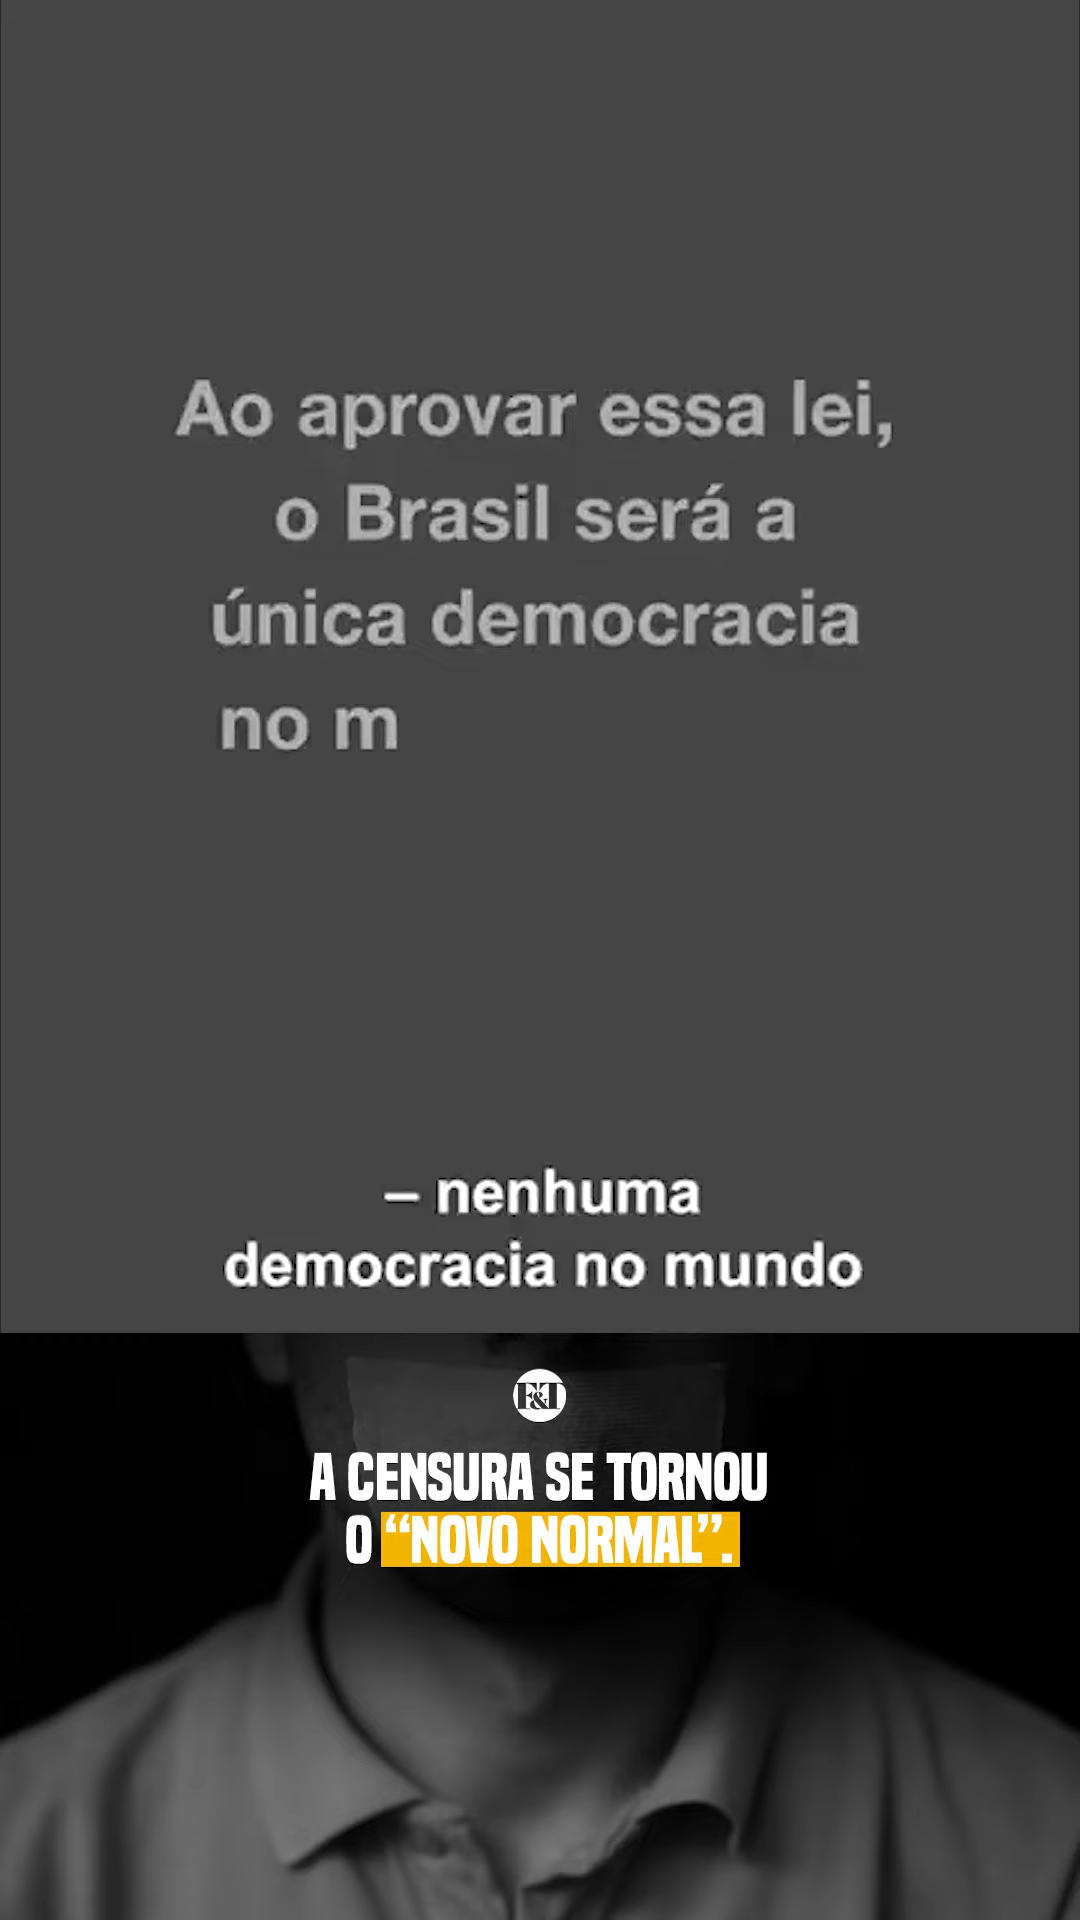 Ao aprovar essa lei,
o Brasil será a
única democracia
no m
– nenhuma
democracia no mundo
F&T
A CENSURA SE TORNOU
O “NOVO NORMAL”.